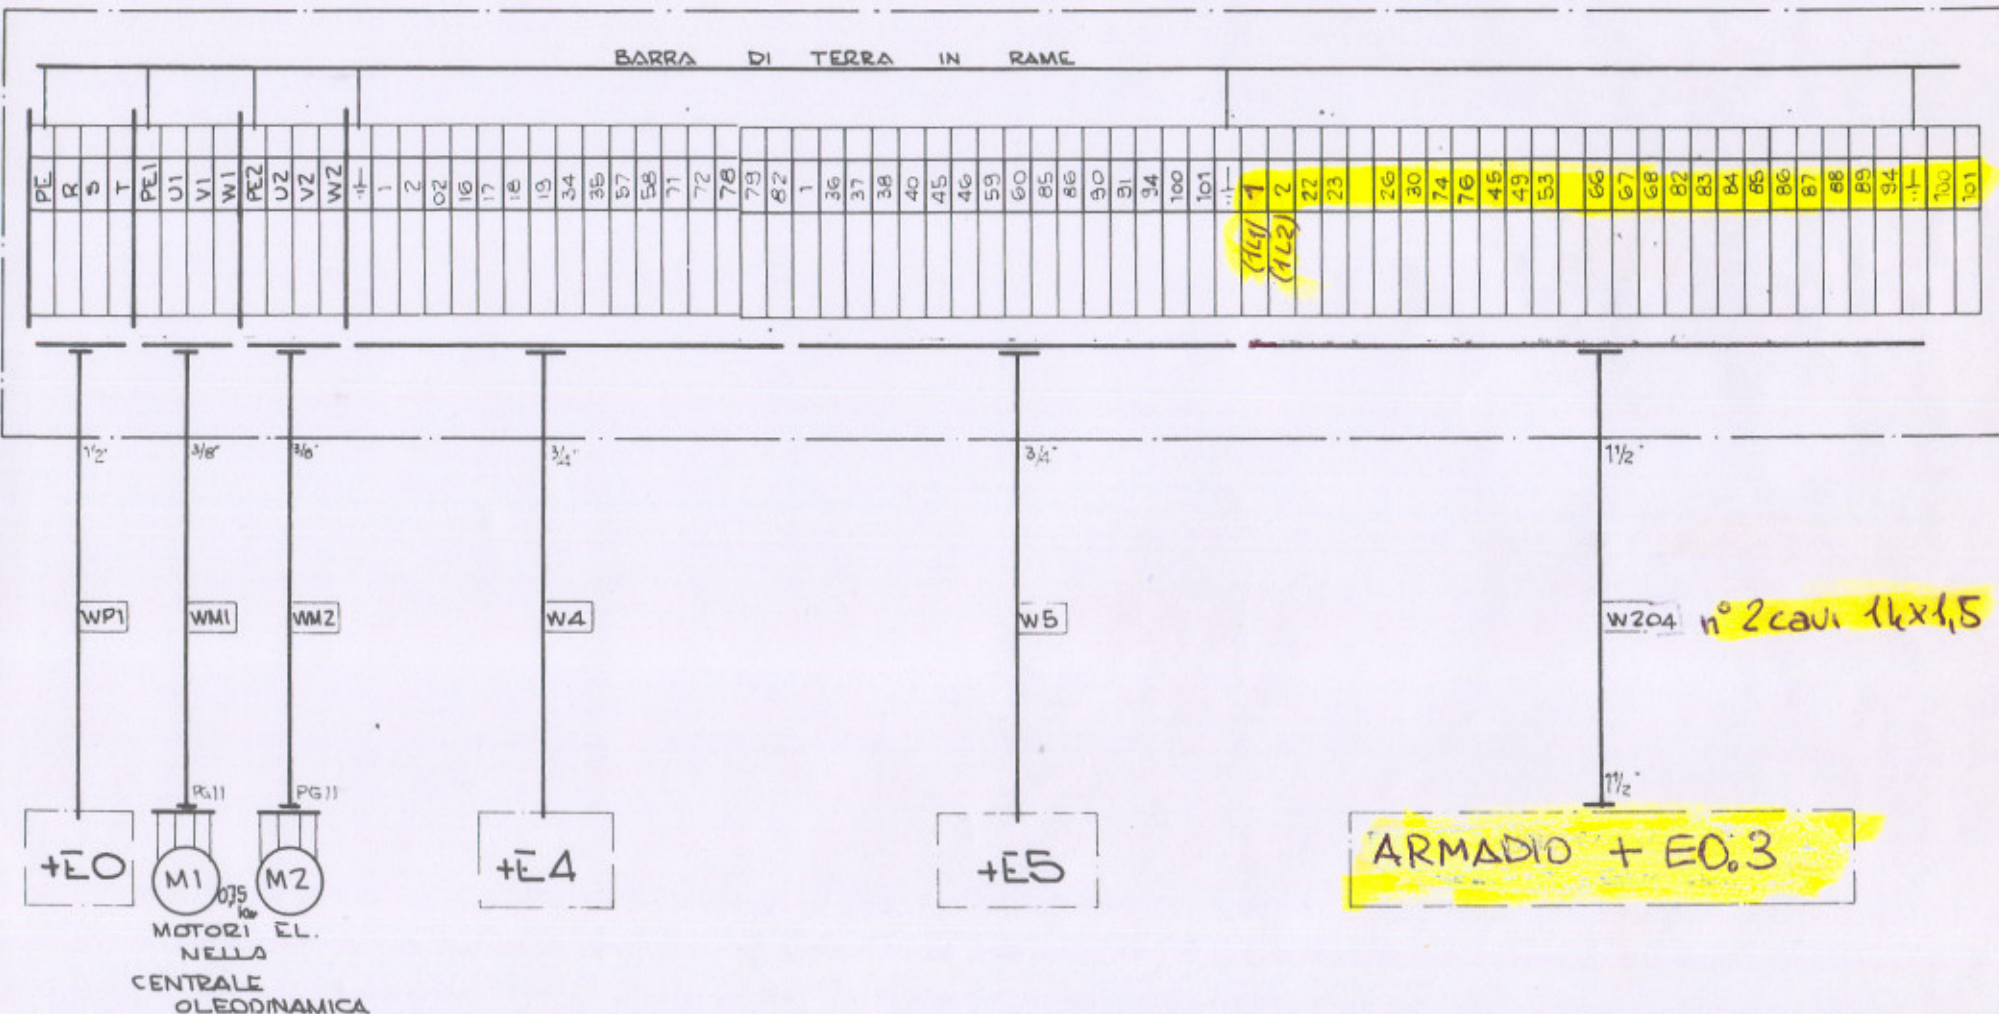 BARRA DI TERRA IN RAME
PE R S T PE1 U1 V1 W1 PE2 U2 V2 W2 1 2 02 16 17 18 19 34 35 57 58 71 72 78 79 82 1 36 37 38 40 45 46 59 60 85 86 90 91 94 100 101 1 2 22 23 26 30 74 76 45 49 53 66 67 68 82 83 84 85 86 87 88 89 94 100 101
(1L1) (1L2)
1/2" 3/8" 3/8" 3/4" 3/4" 1 1/2"
WP1 WM1 WM2 W4 W5 W204 n° 2 cavi 14x1,5
1 1/2"
PG11 PG11
+E0 M1 M2 +E4 +E5 ARMADIO + E0.3
0,75
kw
MOTORI EL.
NELLA
CENTRALE
OLEODINAMICA